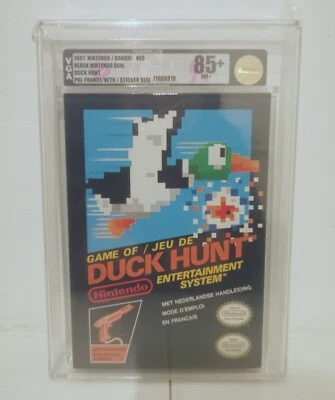 VGA
1987 NINTENDO / BANDAI NES
BLACK NINTENDO SEAL
DUCK HUNT
85+
NM+
GAME OF / JEU DE
DUCK HUNT
Nintendo
ENTERTAINMENT
SYSTEM
MET NEDERLANDSE HANDLEIDING
MODE D'EMPLOI
EN FRANÇAIS